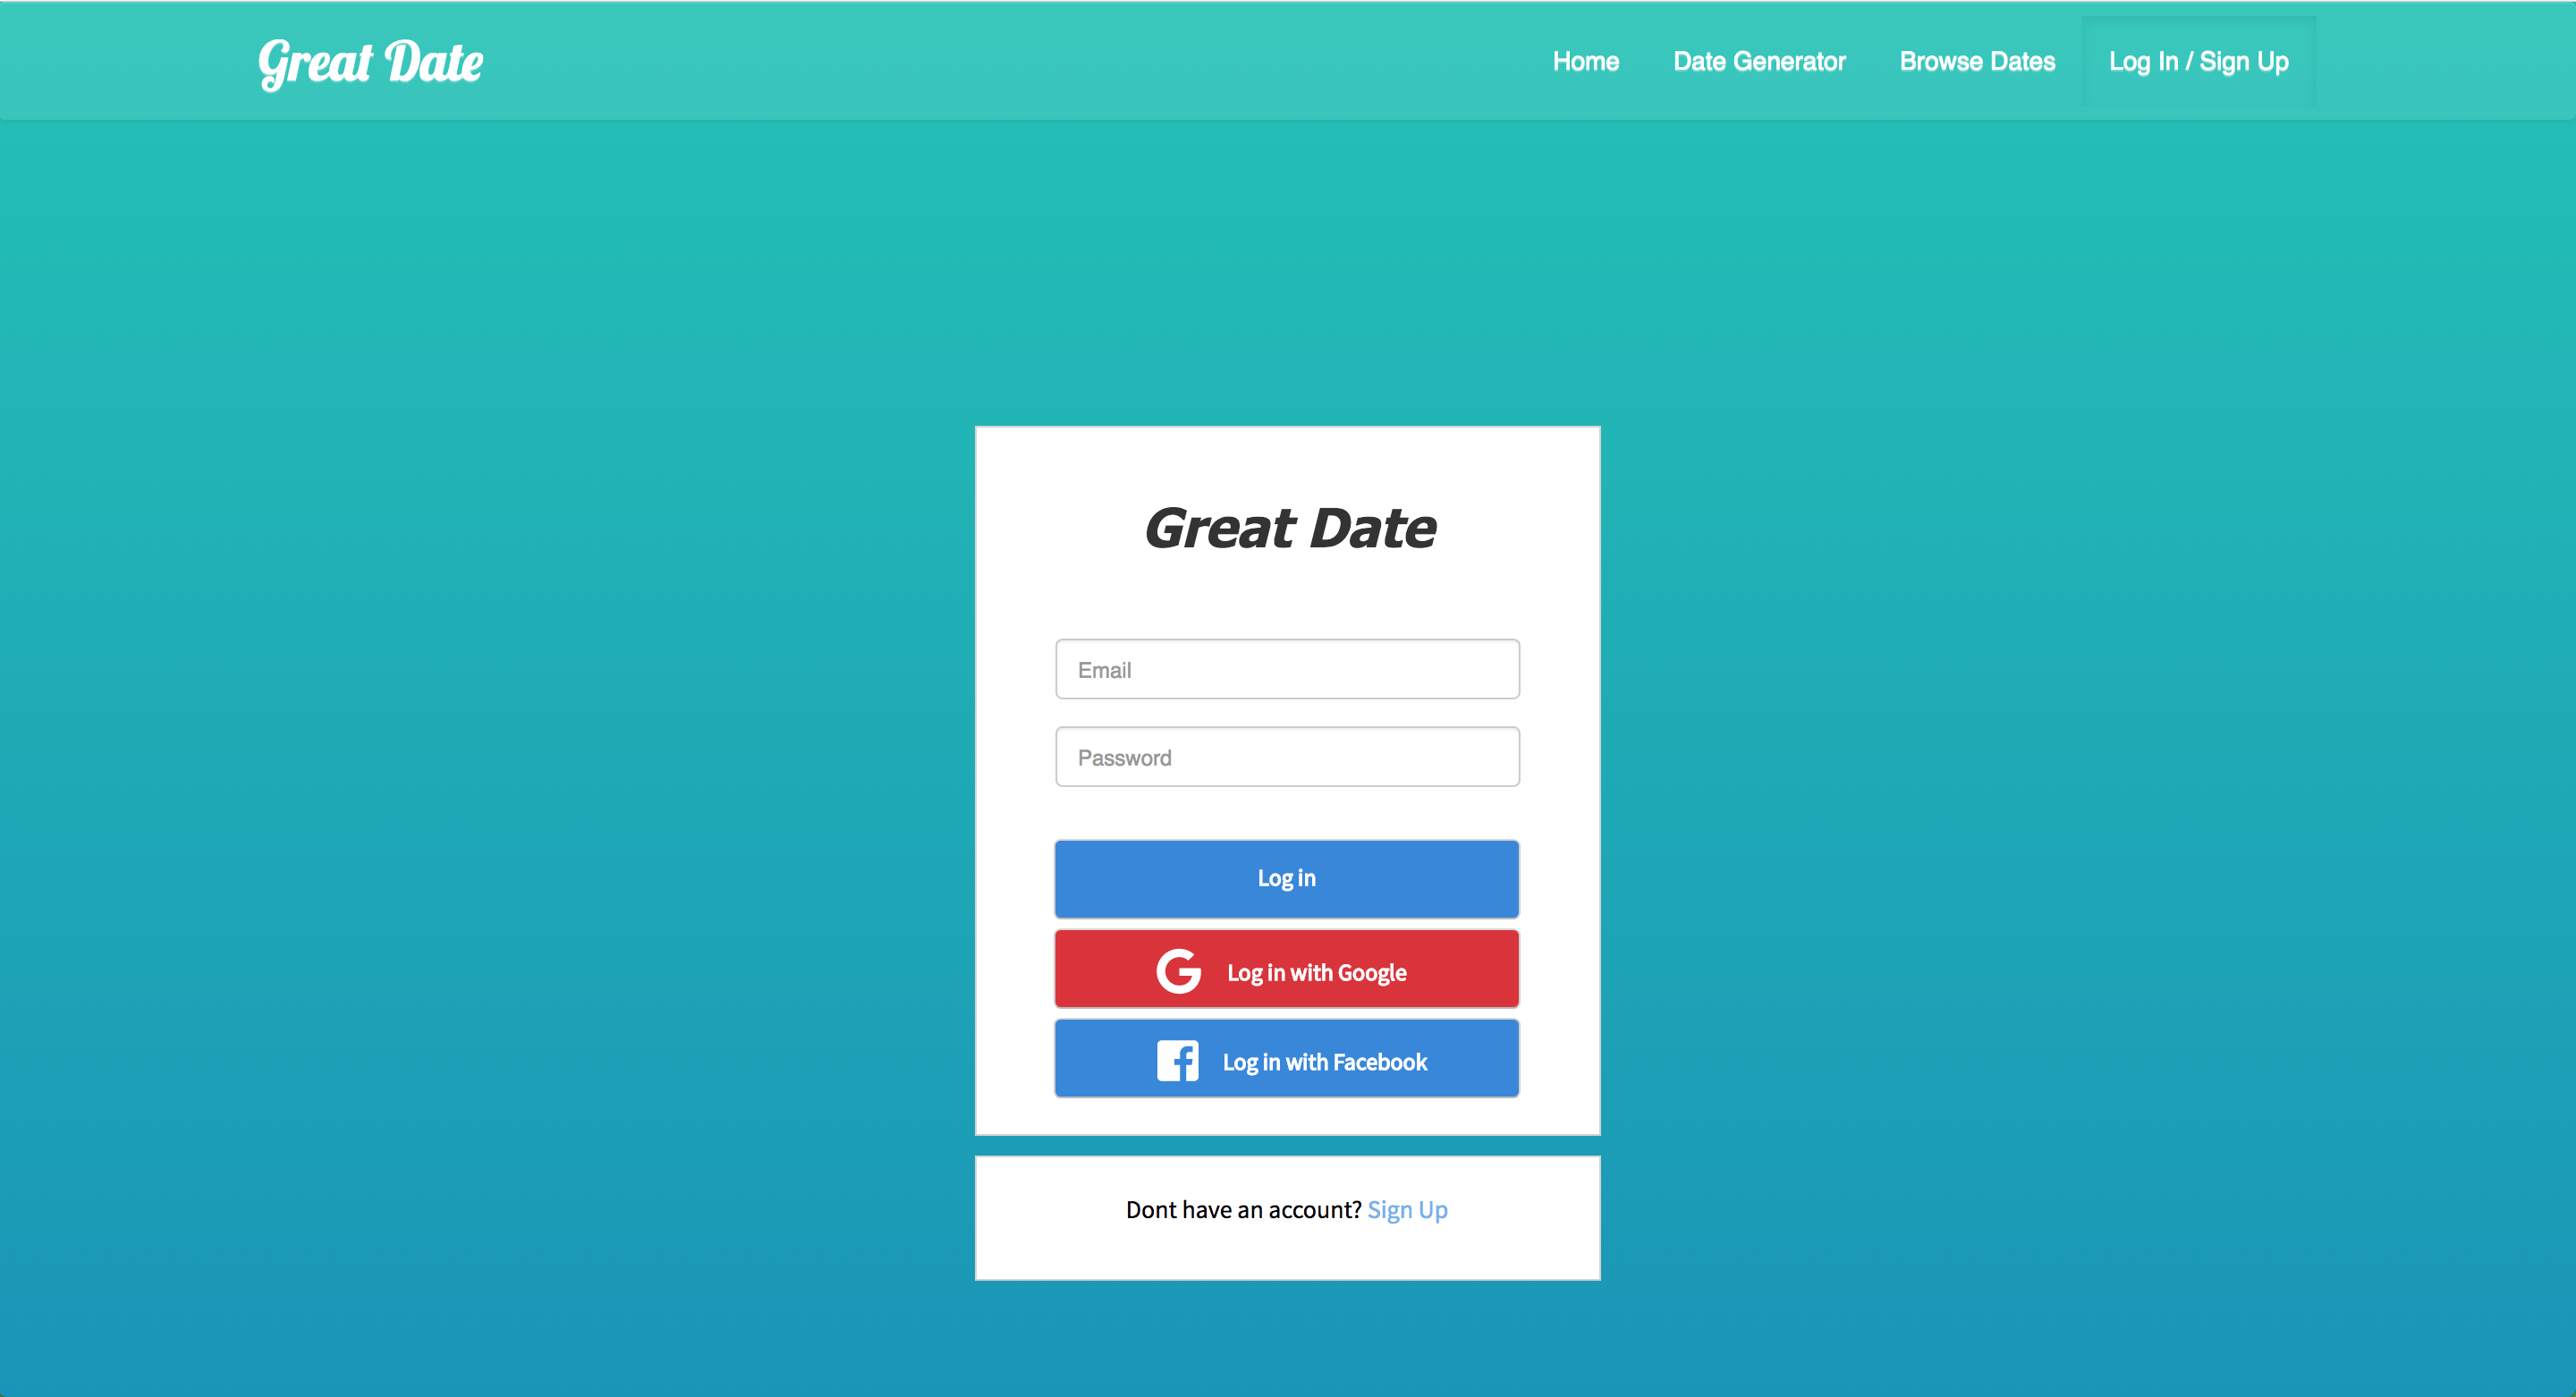 Great Date
Home Date Generator Browse Dates Log In / Sign Up
Great Date
Email
Password
Log in
Log in with Google
Log in with Facebook
Dont have an account? Sign Up